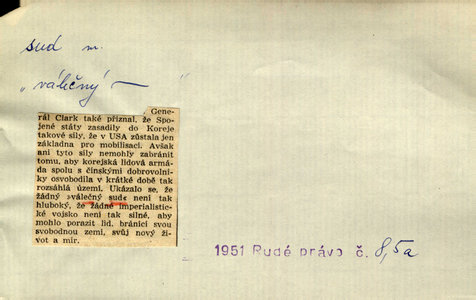 sud m.
"válečný — "
Gene-
rál Clark také přiznal, že Spo-
jené státy zasadily do Koreje
takové síly, že v USA zůstala jen
základna pro mobilisaci. Avšak
ani tyto síly nemohly zabránit
tomu, aby korejská lidová armá-
da spolu s čínskými dobrovolní-
ky osvobodila v krátké době tak
rozsáhlá území. Ukázalo se, že
žádný »válečný sud« není tak
hluboký, že žádné imperialistic-
ké vojsko není tak silné, aby
mohlo porazit lid, bránící svou
svobodnou zemi, svůj nový ži-
vot a mír.
1951 Rudé právo č. 8,5a